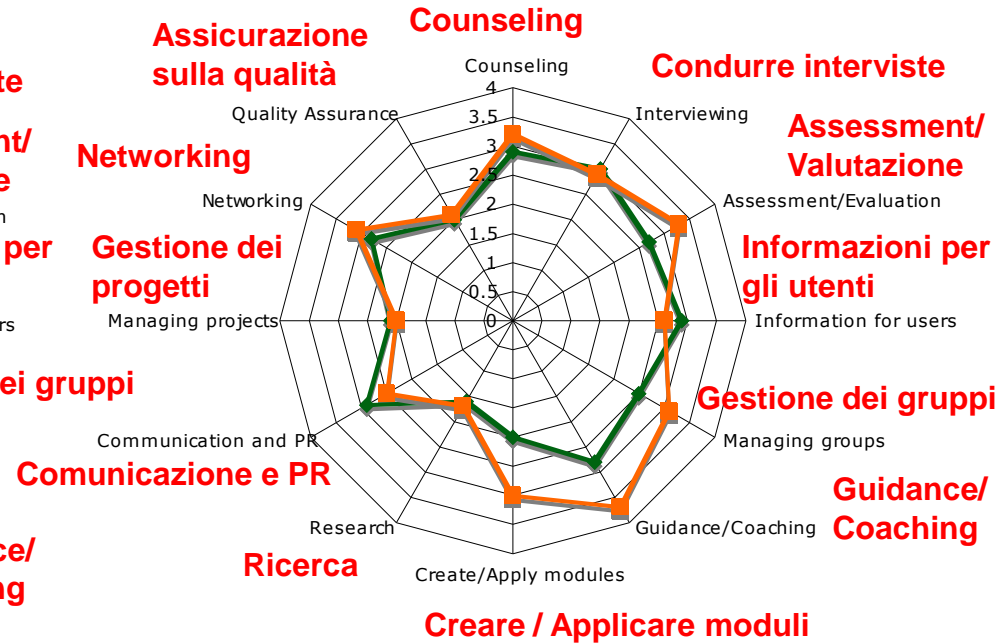 Counseling
Assicurazione
sulla qualità
Counseling
Condurre interviste
4
Quality Assurance
3.5
Interviewing
Assessment/
Valutazione
3
Networking
2.5
Networking
2
Assessment/Evaluation
per
Gestione dei
progetti
1.5
Informazioni per
gli utenti
1
0.5
Managing projects
0
Information for users
ei gruppi
Gestione dei gruppi
Communication and PR
Managing groups
Comunicazione e PR
Guidance/
Coaching
Research
Guidance/Coaching
Ricerca
Create/Apply modules
Creare / Applicare moduli